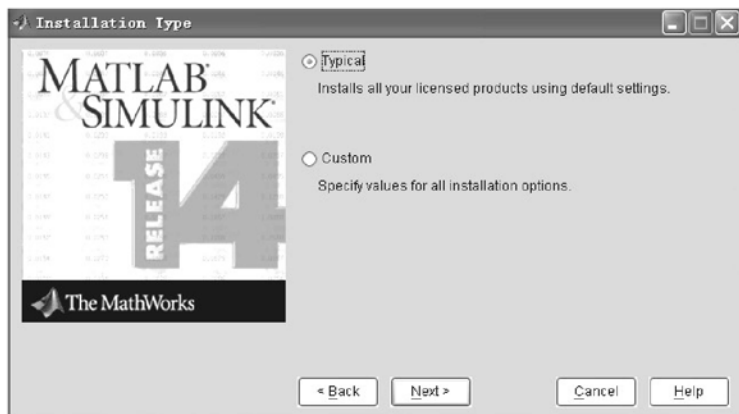 Installation Type
MATLAB®
& SIMULINK®
RELEASE 14
The MathWorks
Typical
Installs all your licensed products using default settings.
Custom
Specify values for all installation options.
< Back
Next >
Cancel
Help